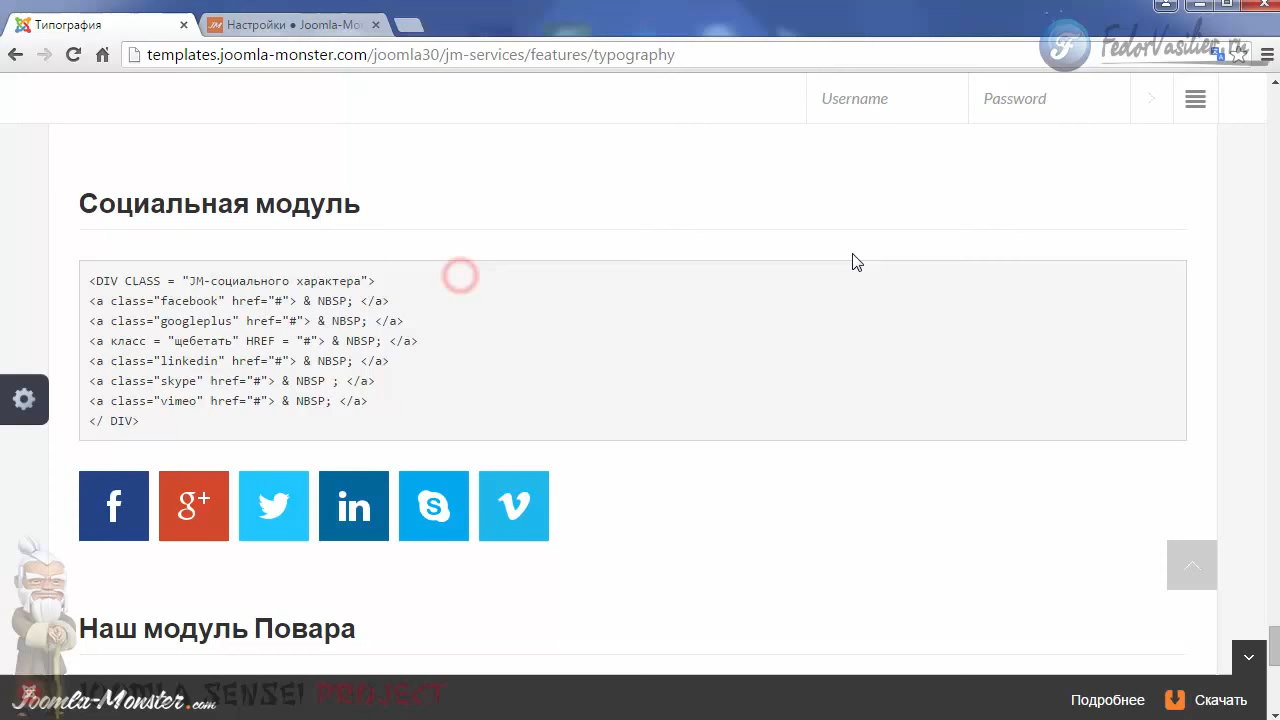 Типография
Настройки ● Joomla-Mo
FedorVasiliev.ru
templates.joomla-monster.com/joomla30/jm-services/features/typography
Username
Password
Социальная модуль
<DIV CLASS = "JM-социального характера">
<a class="facebook" href="#"> & NBSP; </a>
<a class="googleplus" href="#"> & NBSP; </a>
<a класс = "щебетать" HREF = "#"> & NBSP; </a>
<a class="linkedin" href="#"> & NBSP; </a>
<a class="skype" href="#"> & NBSP ; </a>
<a class="vimeo" href="#"> & NBSP; </a>
</ DIV>
Наш модуль Повара
JOOMLA SENSEI PROJECT
Joomla-Monster.com
Подробнее
Скачать